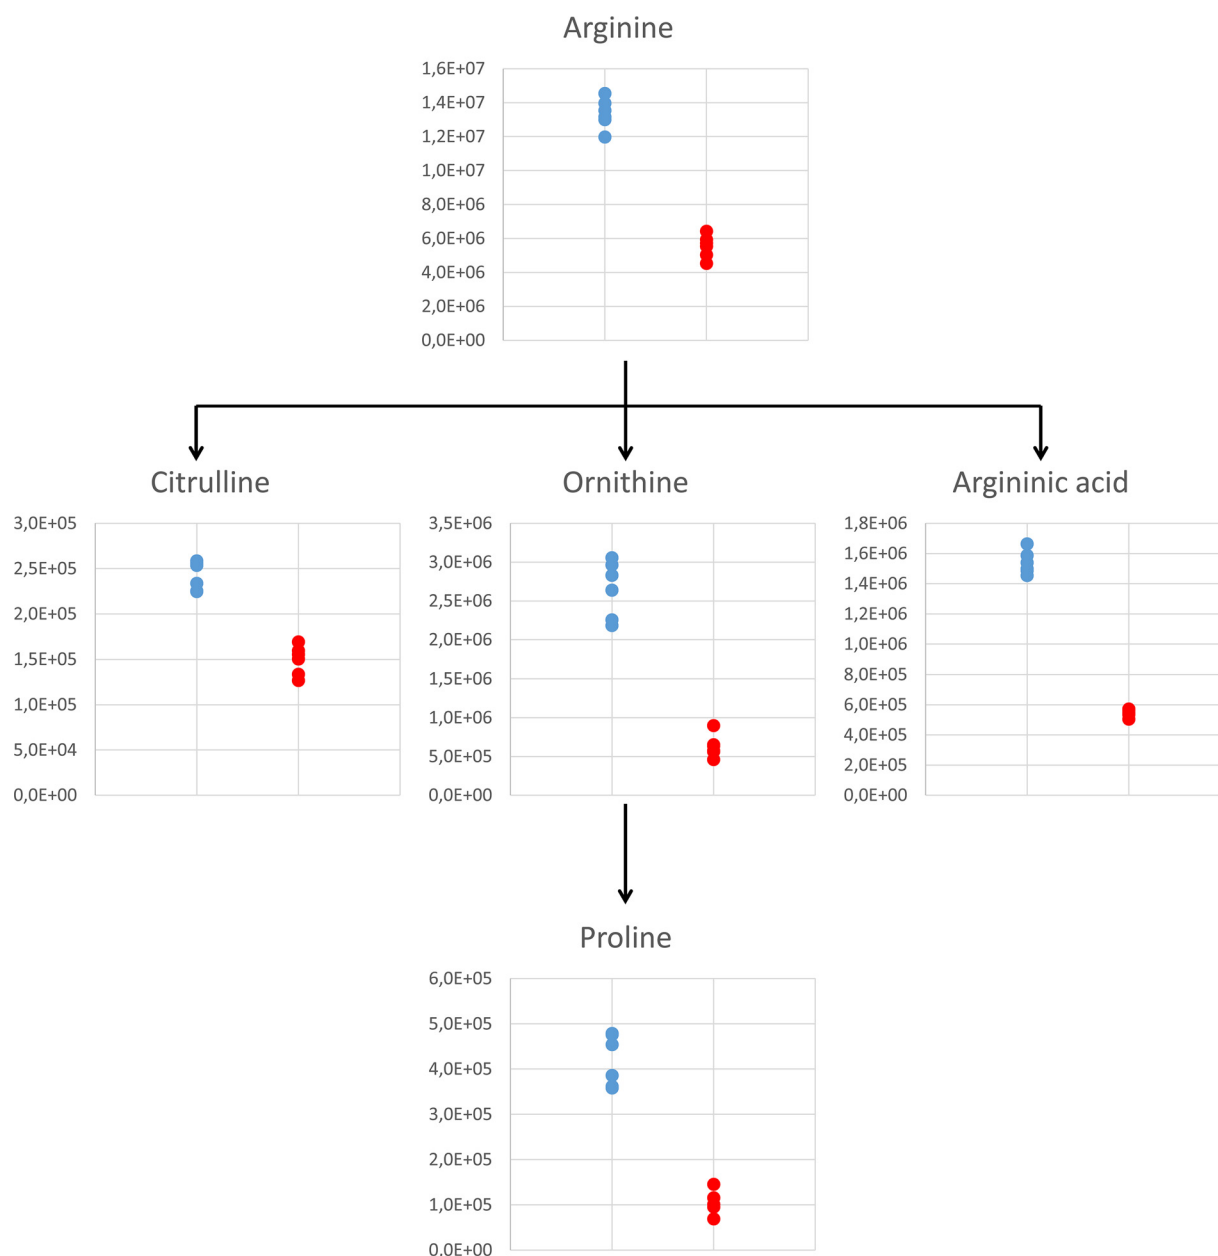 Arginine
1,6E+07
1,4E+07
1,2E+07
1,0E+07
8,0E+06
6,0E+06
4,0E+06
2,0E+06
0,0E+00
Citrulline
3,0E+05
2,5E+05
2,0E+05
1,5E+05
1,0E+05
5,0E+04
0,0E+00
Ornithine
3,5E+06
3,0E+06
2,5E+06
2,0E+06
1,5E+06
1,0E+06
5,0E+05
0,0E+00
Argininic acid
1,8E+06
1,6E+06
1,4E+06
1,2E+06
1,0E+06
8,0E+05
6,0E+05
4,0E+05
2,0E+05
0,0E+00
Proline
6,0E+05
5,0E+05
4,0E+05
3,0E+05
2,0E+05
1,0E+05
0,0E+00